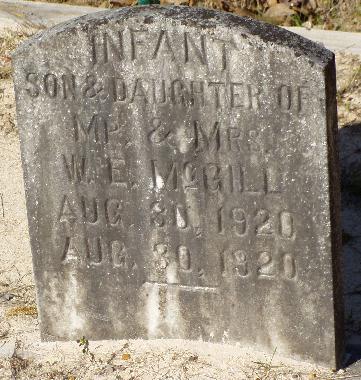 INFANT
SON & DAUGHTER OF
MR. & MRS.
W. E. McGILL
AUG. 30, 1920
AUG. 30, 1920